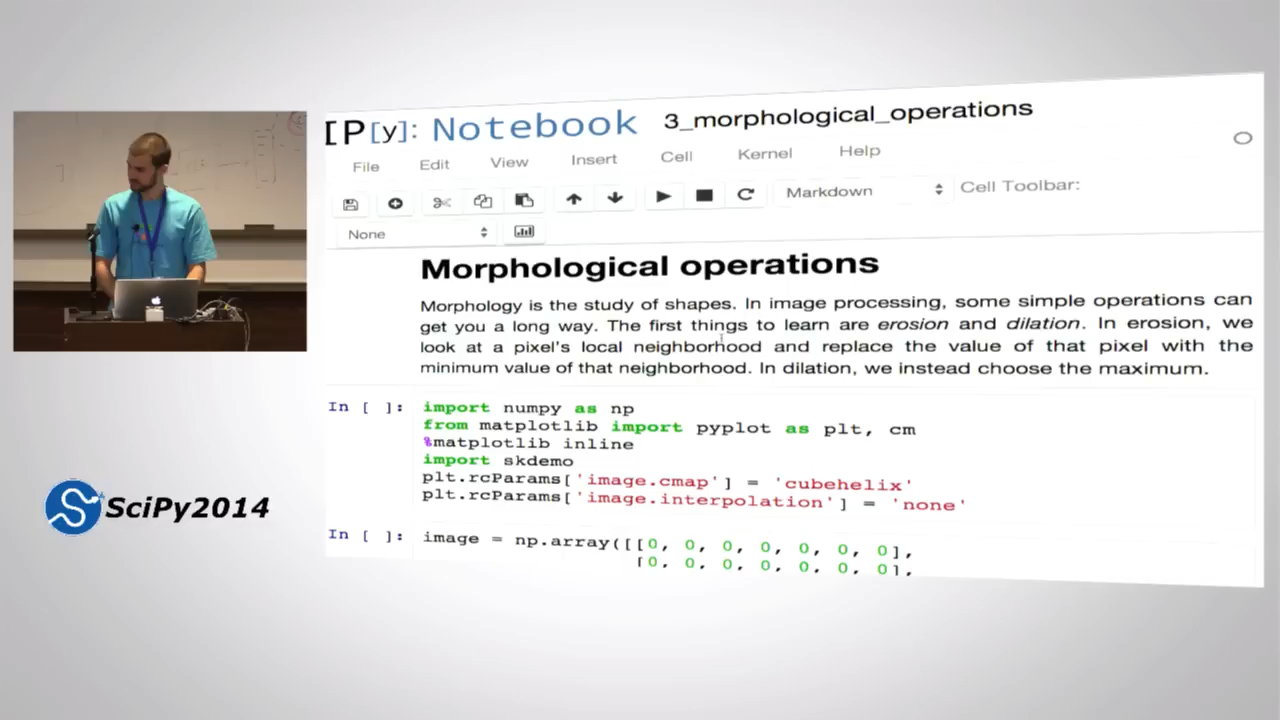 [P[y]: Notebook 3_morphological_operations
File Edit View Insert Cell Kernel Help
Markdown Cell Toolbar:
None
Morphological operations
Morphology is the study of shapes. In image processing, some simple operations can
get you a long way. The first things to learn are erosion and dilation. In erosion, we
look at a pixel's local neighborhood and replace the value of that pixel with the
minimum value of that neighborhood. In dilation, we instead choose the maximum.
In [ ]: import numpy as np
from matplotlib import pyplot as plt, cm
%matplotlib inline
import skdemo
plt.rcParams['image.cmap'] = 'cubehelix'
plt.rcParams['image.interpolation'] = 'none'
In [ ]: image = np.array([[0, 0, 0, 0, 0, 0, 0],
[0, 0, 0, 0, 0, 0, 0],
SciPy2014